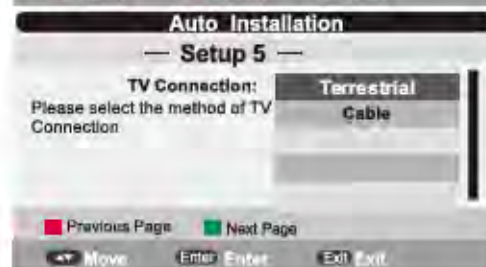 Auto Installation
— Setup 5 —
TV Connection:
Please select the method of TV
Connection
Terrestrial
Cable
Previous Page Next Page
Move Enter Enter Exit Exit